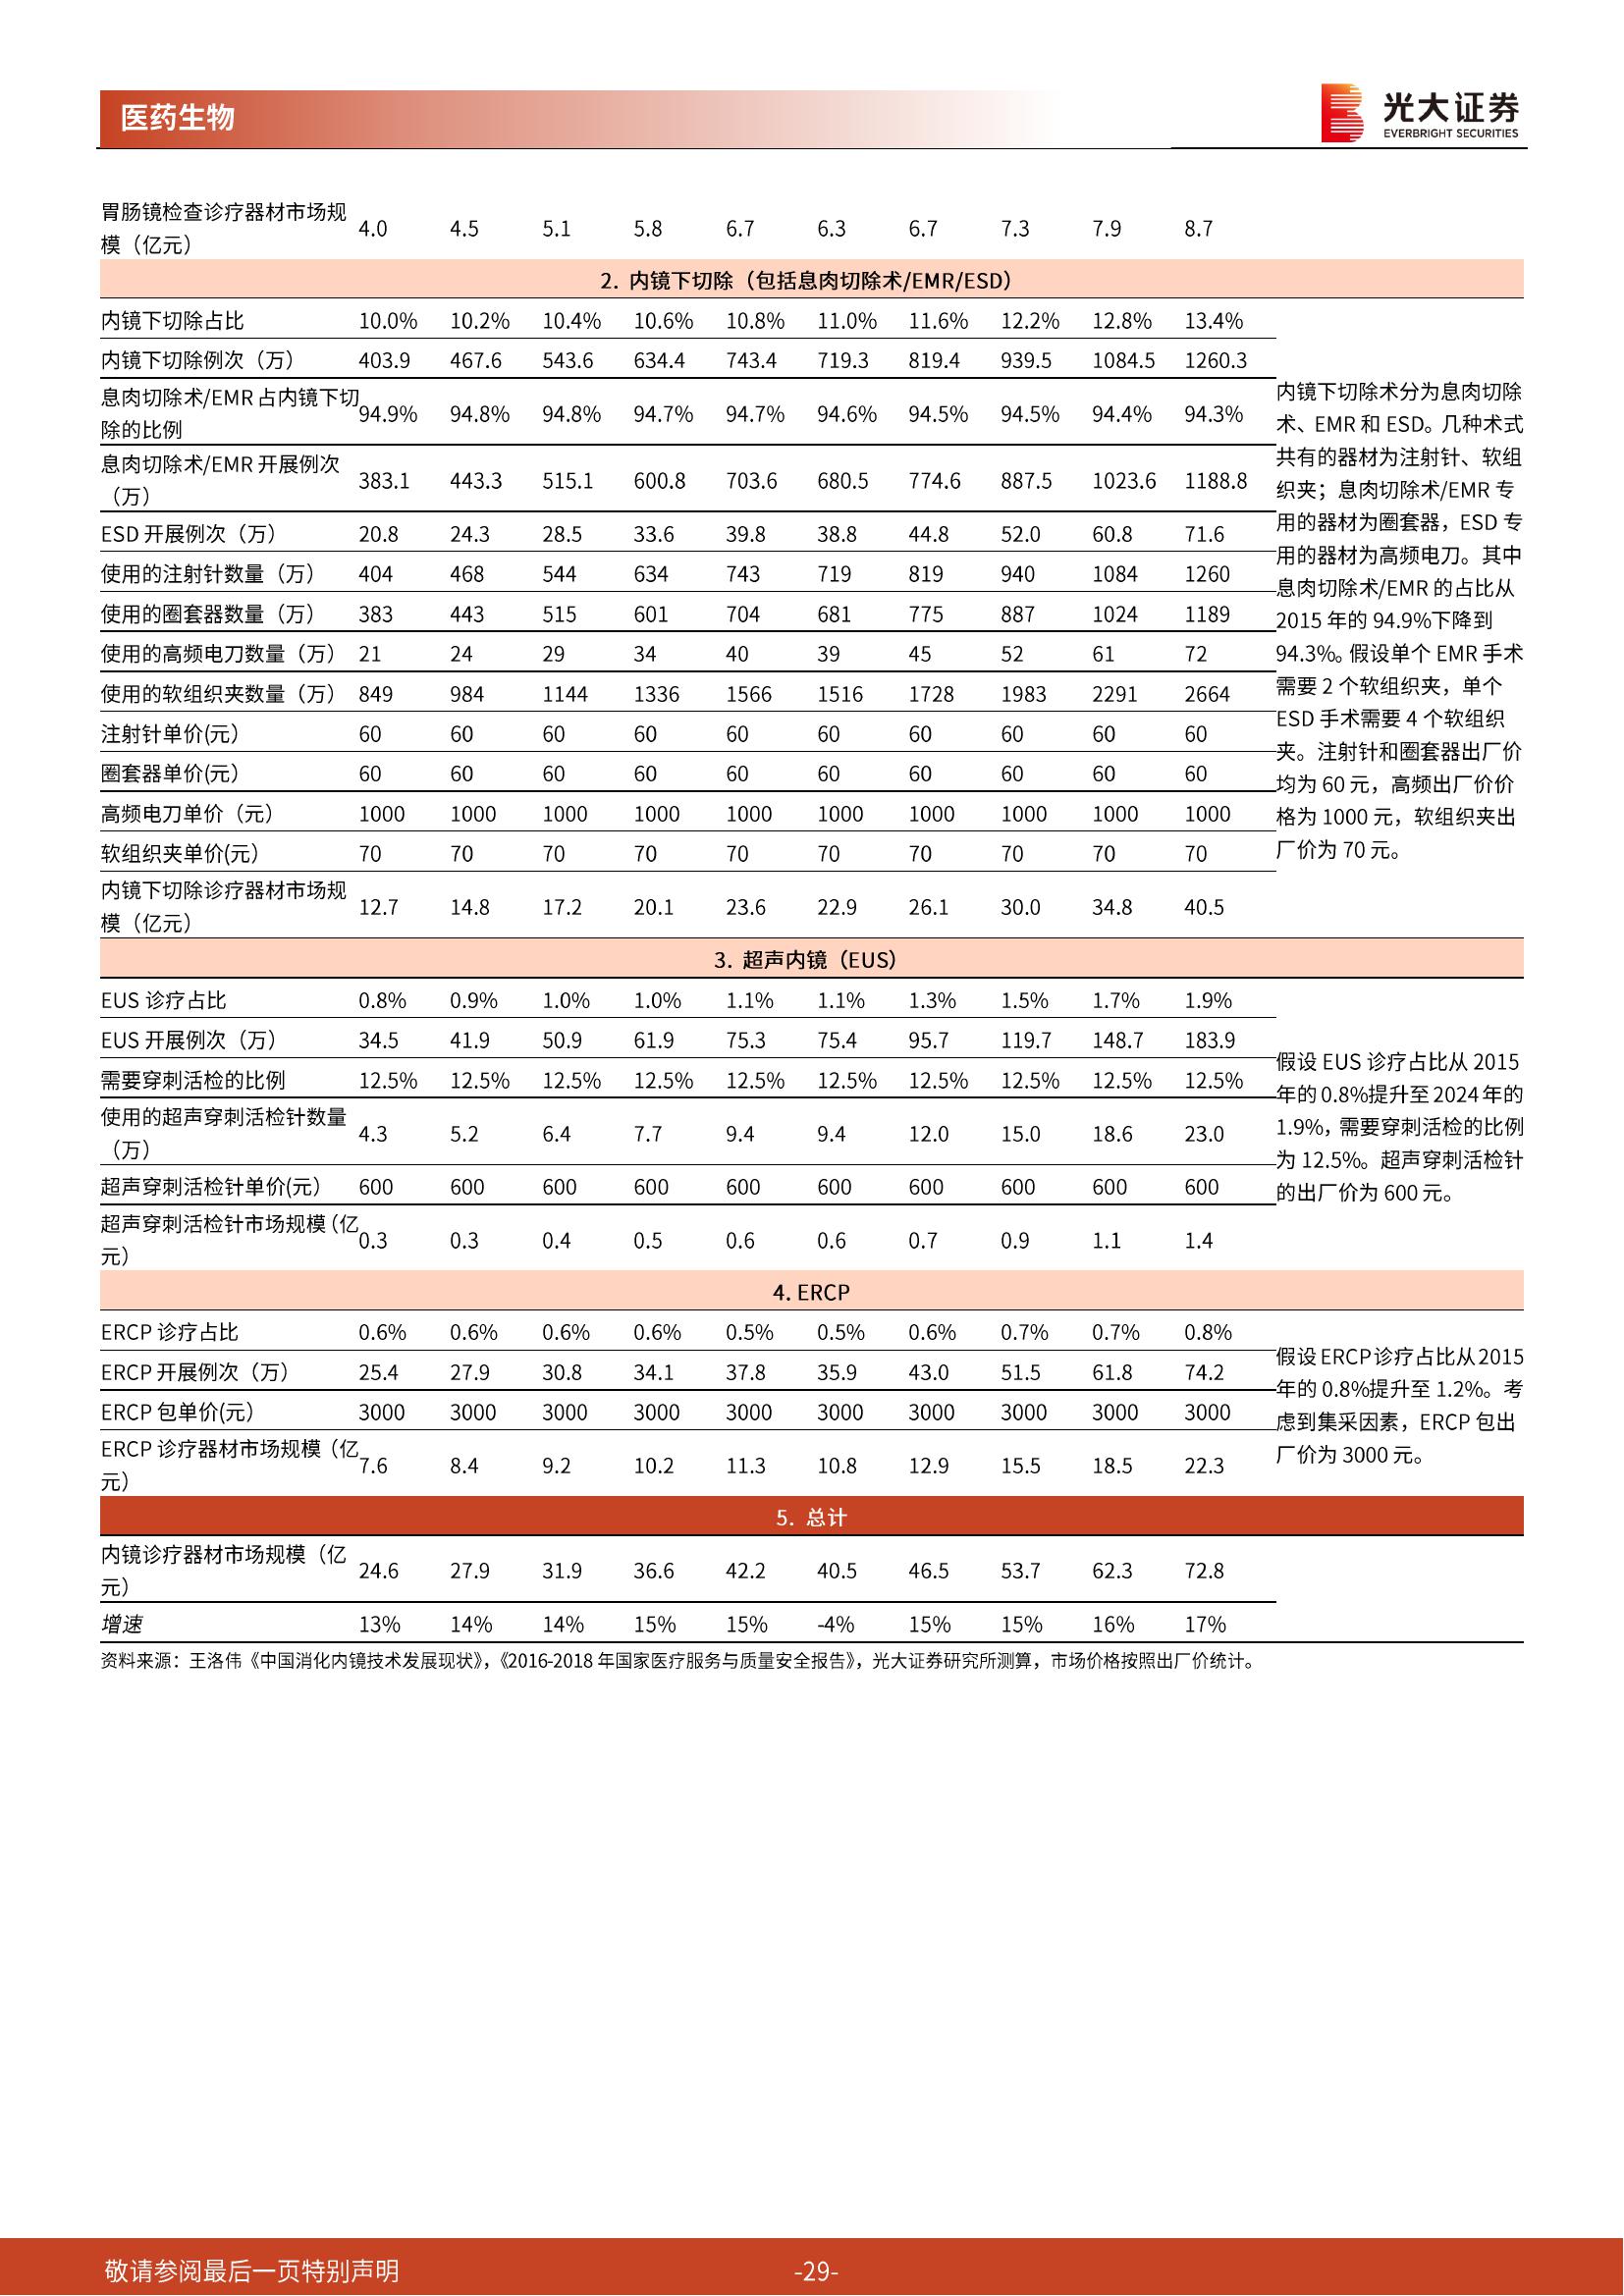 医药生物
光大证券
EVERBRIGHT SECURITIES
胃肠镜检查诊疗器材市场规
模（亿元） 4.0 4.5 5.1 5.8 6.7 6.3 6.7 7.3 7.9 8.7
2. 内镜下切除（包括息肉切除术/EMR/ESD）
内镜下切除占比 10.0% 10.2% 10.4% 10.6% 10.8% 11.0% 11.6% 12.2% 12.8% 13.4%
内镜下切除例次（万） 403.9 467.6 543.6 634.4 743.4 719.3 819.4 939.5 1084.5 1260.3
息肉切除术/EMR 占内镜下切
除的比例 94.9% 94.8% 94.8% 94.7% 94.7% 94.6% 94.5% 94.5% 94.4% 94.3%
息肉切除术/EMR 开展例次
（万） 383.1 443.3 515.1 600.8 703.6 680.5 774.6 887.5 1023.6 1188.8
ESD 开展例次（万） 20.8 24.3 28.5 33.6 39.8 38.8 44.8 52.0 60.8 71.6
使用的注射针数量（万） 404 468 544 634 743 719 819 940 1084 1260
使用的圈套器数量（万） 383 443 515 601 704 681 775 887 1024 1189
使用的高频电刀数量（万） 21 24 29 34 40 39 45 52 61 72
使用的软组织夹数量（万） 849 984 1144 1336 1566 1516 1728 1983 2291 2664
注射针单价(元） 60 60 60 60 60 60 60 60 60 60
圈套器单价(元） 60 60 60 60 60 60 60 60 60 60
高频电刀单价（元） 1000 1000 1000 1000 1000 1000 1000 1000 1000 1000
软组织夹单价(元） 70 70 70 70 70 70 70 70 70 70
内镜下切除诊疗器材市场规
模（亿元） 12.7 14.8 17.2 20.1 23.6 22.9 26.1 30.0 34.8 40.5
内镜下切除术分为息肉切除
术、EMR 和 ESD。几种术式
共有的器材为注射针、软组
织夹；息肉切除术/EMR 专
用的器材为圈套器，ESD 专
用的器材为高频电刀。其中
息肉切除术/EMR 的占比从
2015 年的 94.9%下降到
94.3%。假设单个 EMR 手术
需要 2 个软组织夹，单个
ESD 手术需要 4 个软组织
夹。注射针和圈套器出厂价
均为 60 元，高频出厂价价
格为 1000 元，软组织夹出
厂价为 70 元。
3. 超声内镜（EUS）
EUS 诊疗占比 0.8% 0.9% 1.0% 1.0% 1.1% 1.1% 1.3% 1.5% 1.7% 1.9%
EUS 开展例次（万） 34.5 41.9 50.9 61.9 75.3 75.4 95.7 119.7 148.7 183.9
需要穿刺活检的比例 12.5% 12.5% 12.5% 12.5% 12.5% 12.5% 12.5% 12.5% 12.5% 12.5%
使用的超声穿刺活检针数量
（万） 4.3 5.2 6.4 7.7 9.4 9.4 12.0 15.0 18.6 23.0
超声穿刺活检针单价(元） 600 600 600 600 600 600 600 600 600 600
超声穿刺活检针市场规模（亿
元） 0.3 0.3 0.4 0.5 0.6 0.6 0.7 0.9 1.1 1.4
假设 EUS 诊疗占比从 2015
年的 0.8%提升至 2024 年的
1.9%，需要穿刺活检的比例
为 12.5%。超声穿刺活检针
的出厂价为 600 元。
4. ERCP
ERCP 诊疗占比 0.6% 0.6% 0.6% 0.6% 0.5% 0.5% 0.6% 0.7% 0.7% 0.8%
ERCP 开展例次（万） 25.4 27.9 30.8 34.1 37.8 35.9 43.0 51.5 61.8 74.2
ERCP 包单价(元） 3000 3000 3000 3000 3000 3000 3000 3000 3000 3000
ERCP 诊疗器材市场规模（亿
元） 7.6 8.4 9.2 10.2 11.3 10.8 12.9 15.5 18.5 22.3
假设 ERCP 诊疗占比从 2015
年的 0.8%提升至 1.2%。考
虑到集采因素，ERCP 包出
厂价为 3000 元。
5. 总计
内镜诊疗器材市场规模（亿
元） 24.6 27.9 31.9 36.6 42.2 40.5 46.5 53.7 62.3 72.8
增速 13% 14% 14% 15% 15% -4% 15% 15% 16% 17%
资料来源：王洛伟《中国消化内镜技术发展现状》，《2016-2018 年国家医疗服务与质量安全报告》，光大证券研究所测算，市场价格按照出厂价统计。
敬请参阅最后一页特别声明 -29-